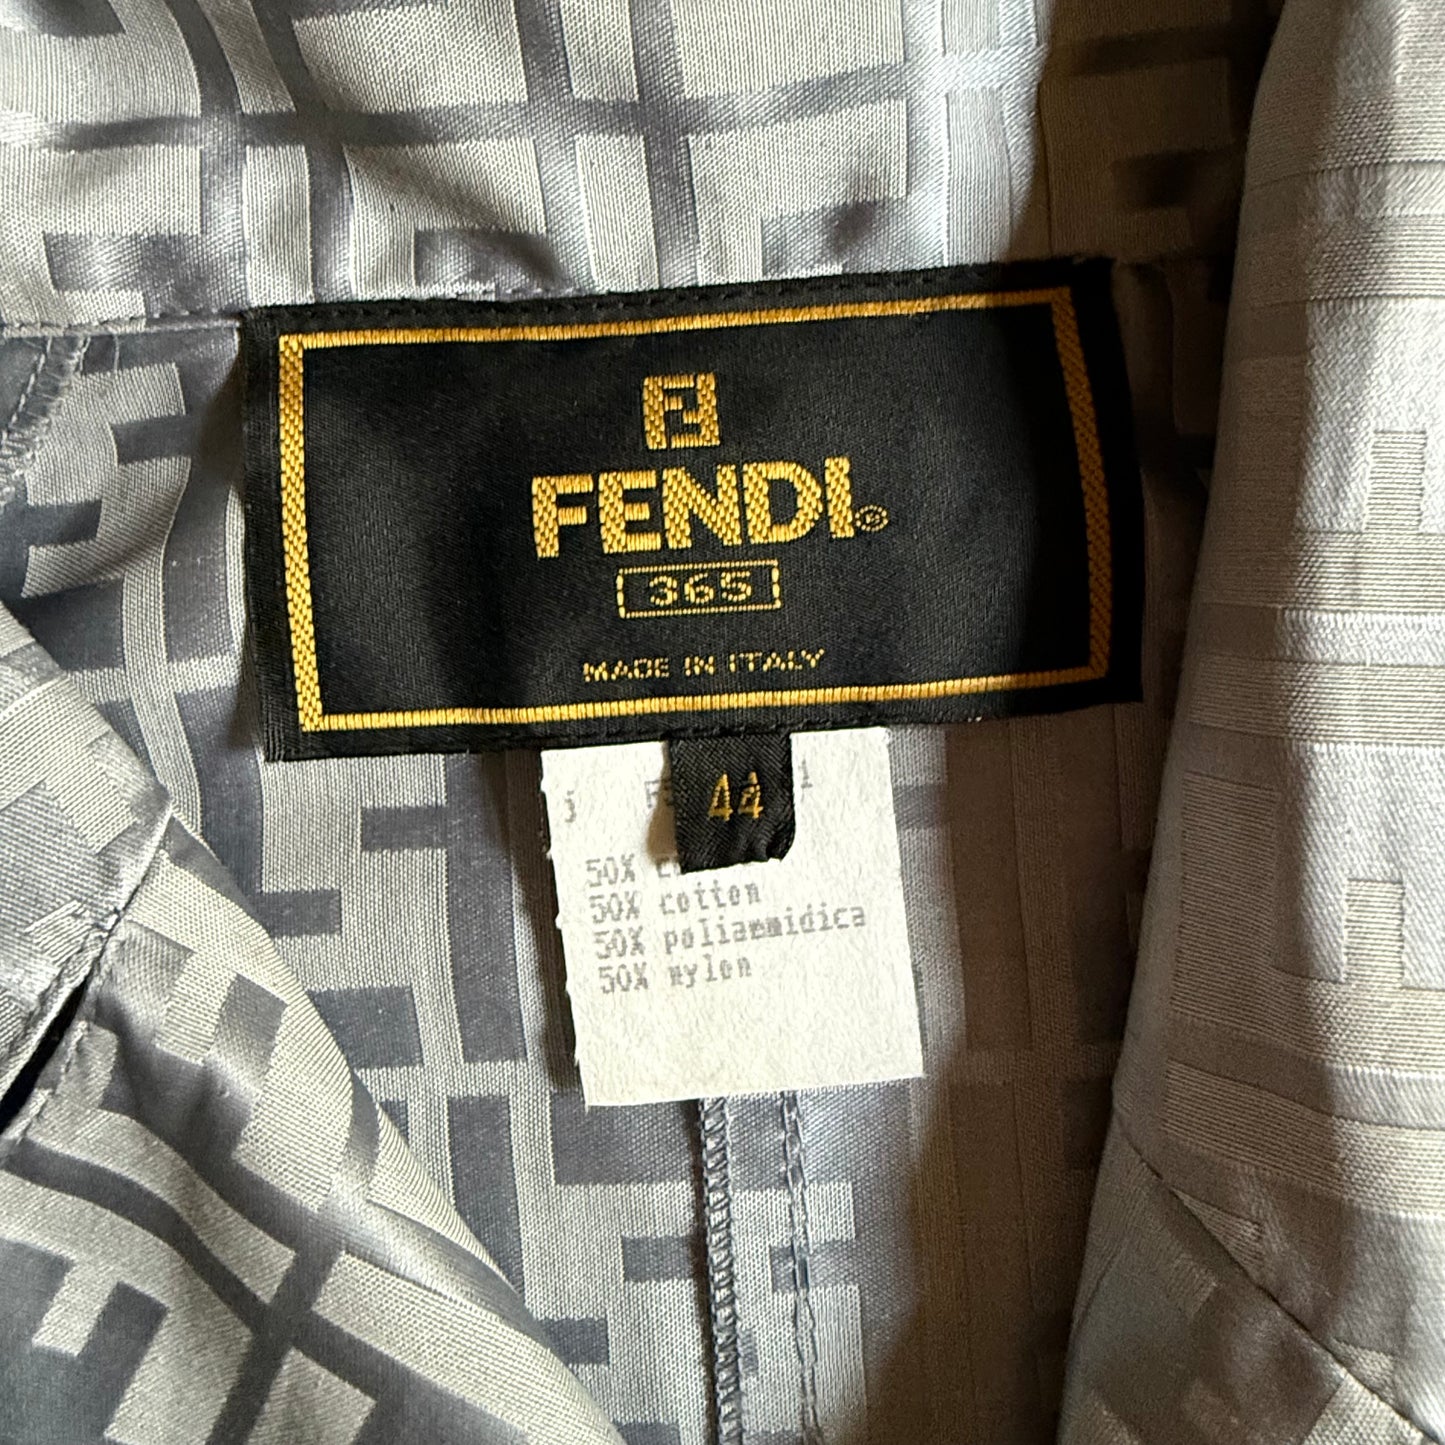 FENDI®
365
MADE IN ITALY
44
50%
50% cotton
50% poliammidica
50% nylon